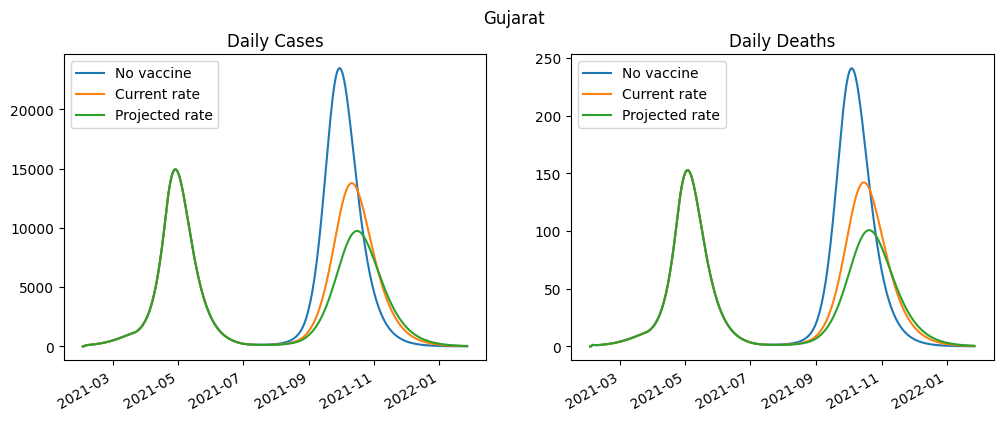 Gujarat
Daily Cases
No vaccine
Current rate
Projected rate
20000
15000
10000
5000
0
2021-03
2021-05
2021-07
2021-09
2021-11
2022-01
Daily Deaths
No vaccine
Current rate
Projected rate
250
200
150
100
50
0
2021-03
2021-05
2021-07
2021-09
2021-11
2022-01